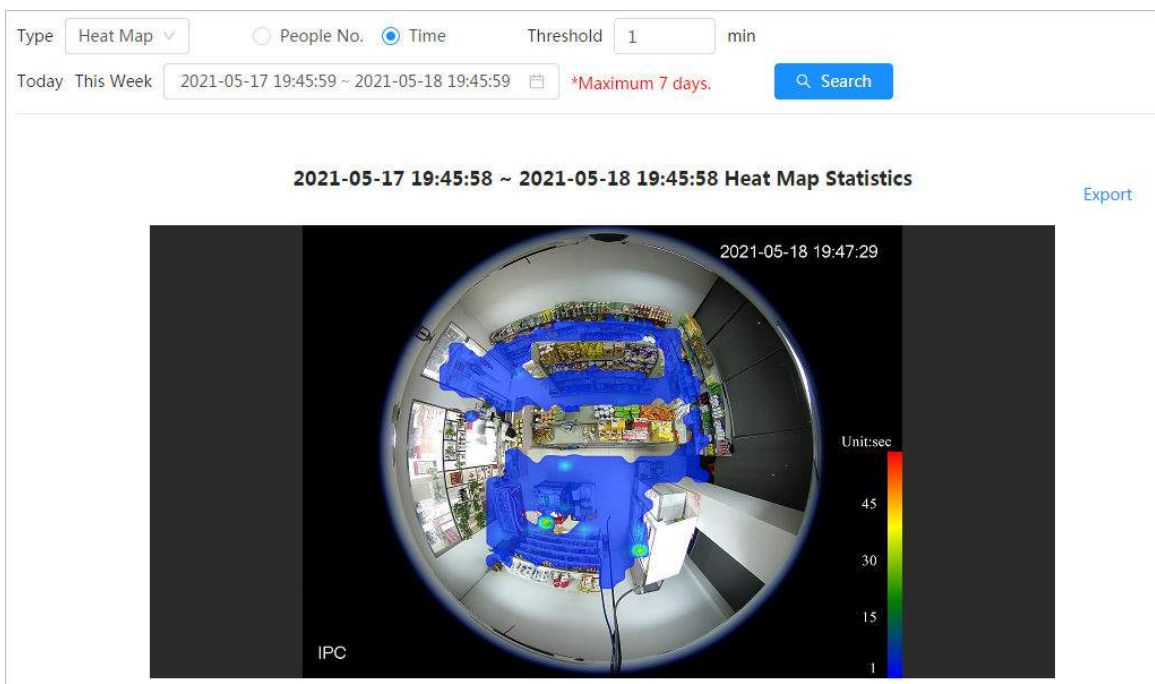 Type Heat Map People No. Time Threshold 1 min
Today This Week 2021-05-17 19:45:59 ~ 2021-05-18 19:45:59 *Maximum 7 days. Search
2021-05-17 19:45:58 ~ 2021-05-18 19:45:58 Heat Map Statistics
Export
2021-05-18 19:47:29
Unit:sec
45
30
15
1
IPC